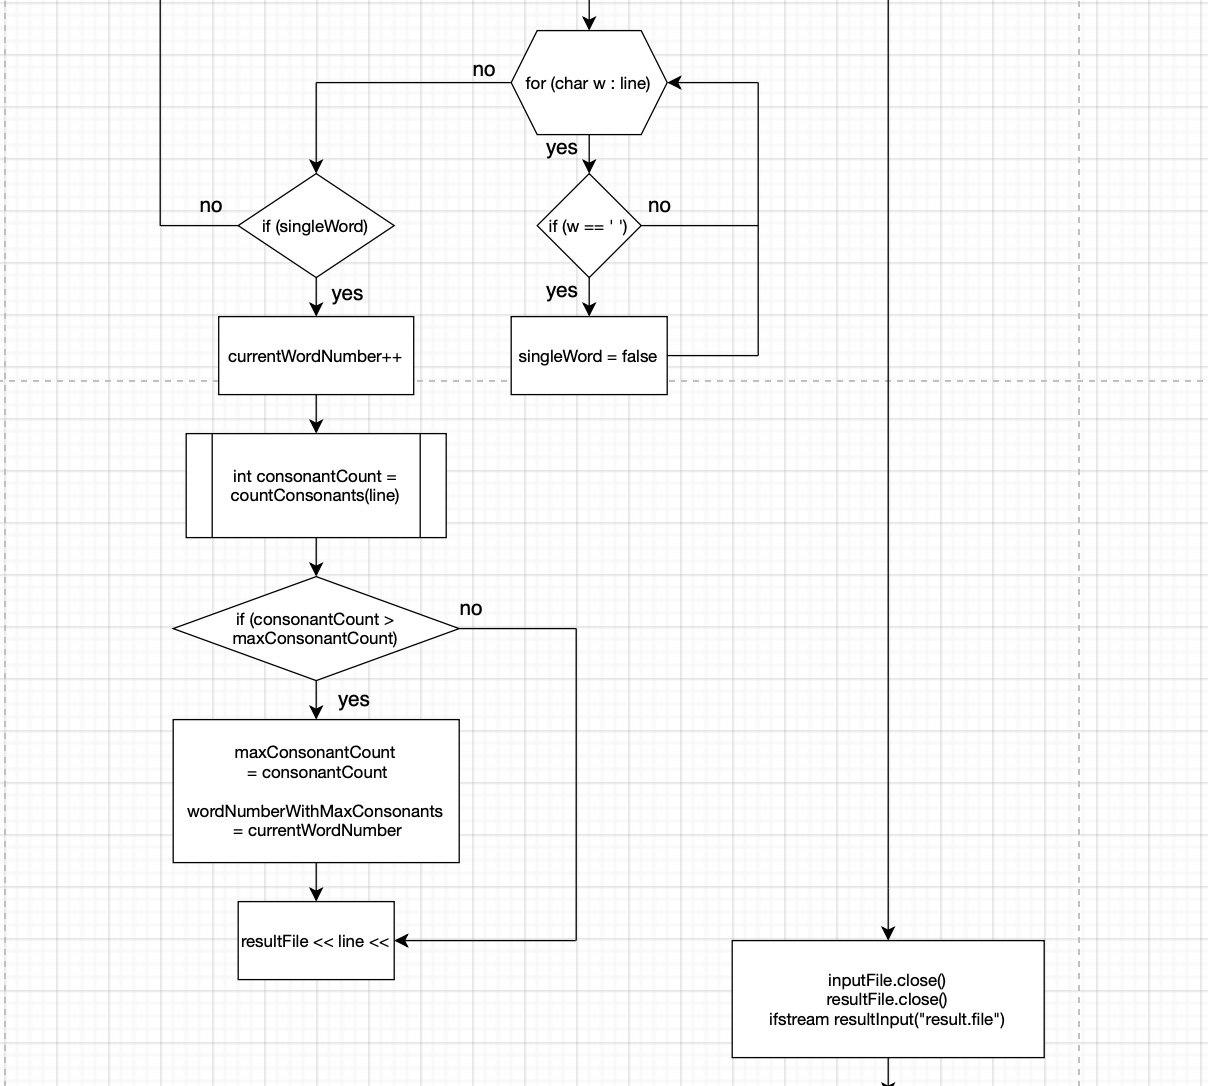 no
for (char w : line)
yes
no
if (singleWord)
if (w == ' ')
no
yes
yes
currentWordNumber++
singleWord = false
int consonantCount =
countConsonants(line)
if (consonantCount >
maxConsonantCount)
no
yes
maxConsonantCount
= consonantCount
wordNumberWithMaxConsonants
= currentWordNumber
resultFile << line <<
inputFile.close()
resultFile.close()
ifstream resultInput("result.file")